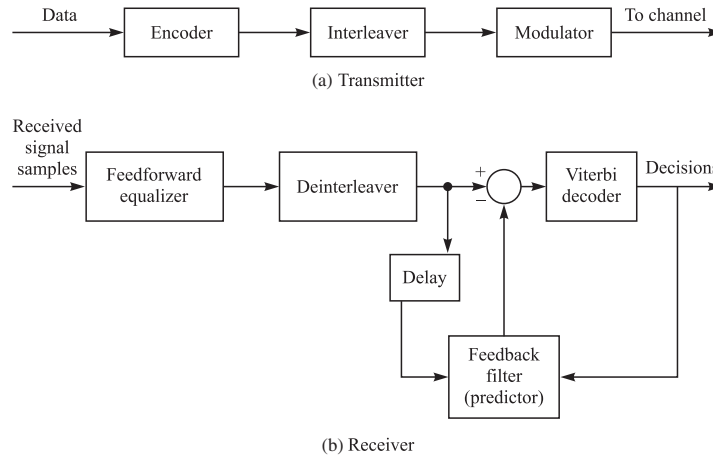 Data
Encoder
Interleaver
Modulator
To channel
(a) Transmitter
Received
signal
samples
Feedforward
equalizer
Deinterleaver
+
−
Viterbi
decoder
Decisions
Delay
Feedback
filter
(predictor)
(b) Receiver